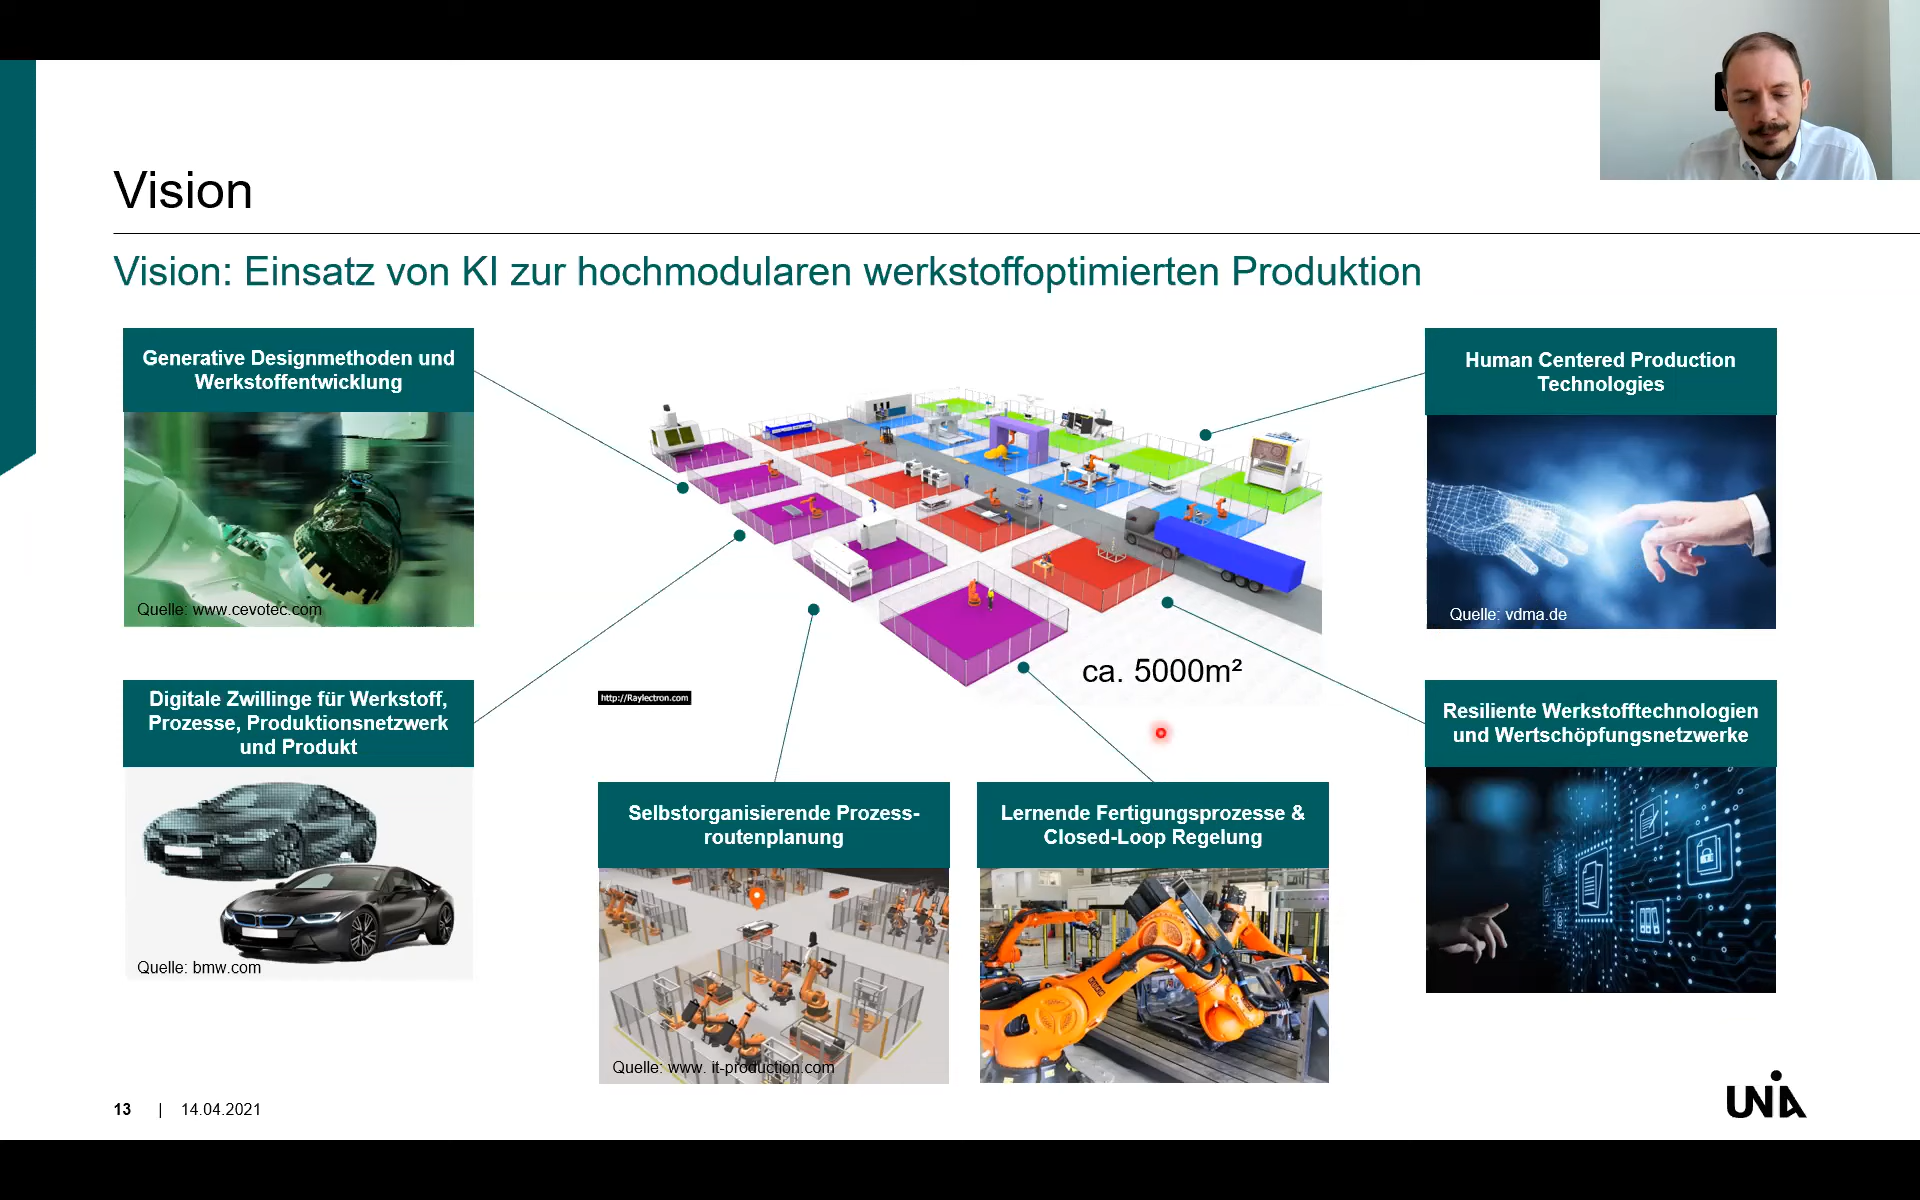 Vision
Vision: Einsatz von KI zur hochmodularen werkstoffoptimierten Produktion
Generative Designmethoden und
Werkstoffentwicklung
Quelle: www.cevotec.com
Human Centered Production
Technologies
Quelle: vdma.de
ca. 5000m²
http://Raylectron.com
Digitale Zwillinge für Werkstoff,
Prozesse, Produktionsnetzwerk
und Produkt
Quelle: bmw.com
Selbstorganisierende Prozess-
routenplanung
Quelle: www. it-production.com
Lernende Fertigungsprozesse &
Closed-Loop Regelung
Resiliente Werkstofftechnologien
und Wertschöpfungsnetzwerke
13 | 14.04.2021
UNIA